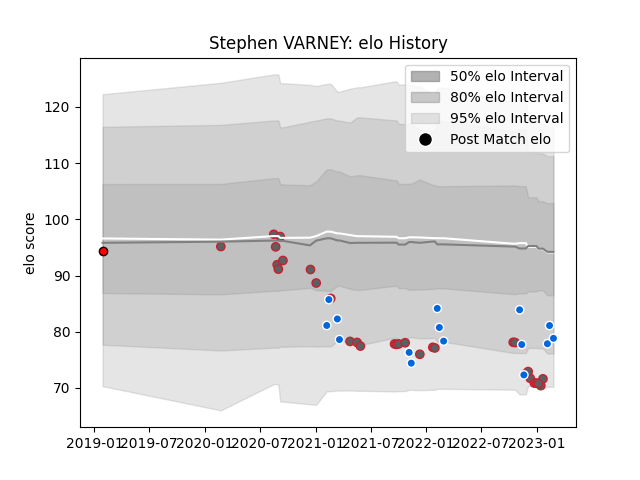 Stephen VARNEY: elo History
50% elo Interval
80% elo Interval
95% elo Interval
Post Match elo
elo score
120
110
100
90
80
70
2019-01 2019-07 2020-01 2020-07 2021-01 2021-07 2022-01 2022-07 2023-01